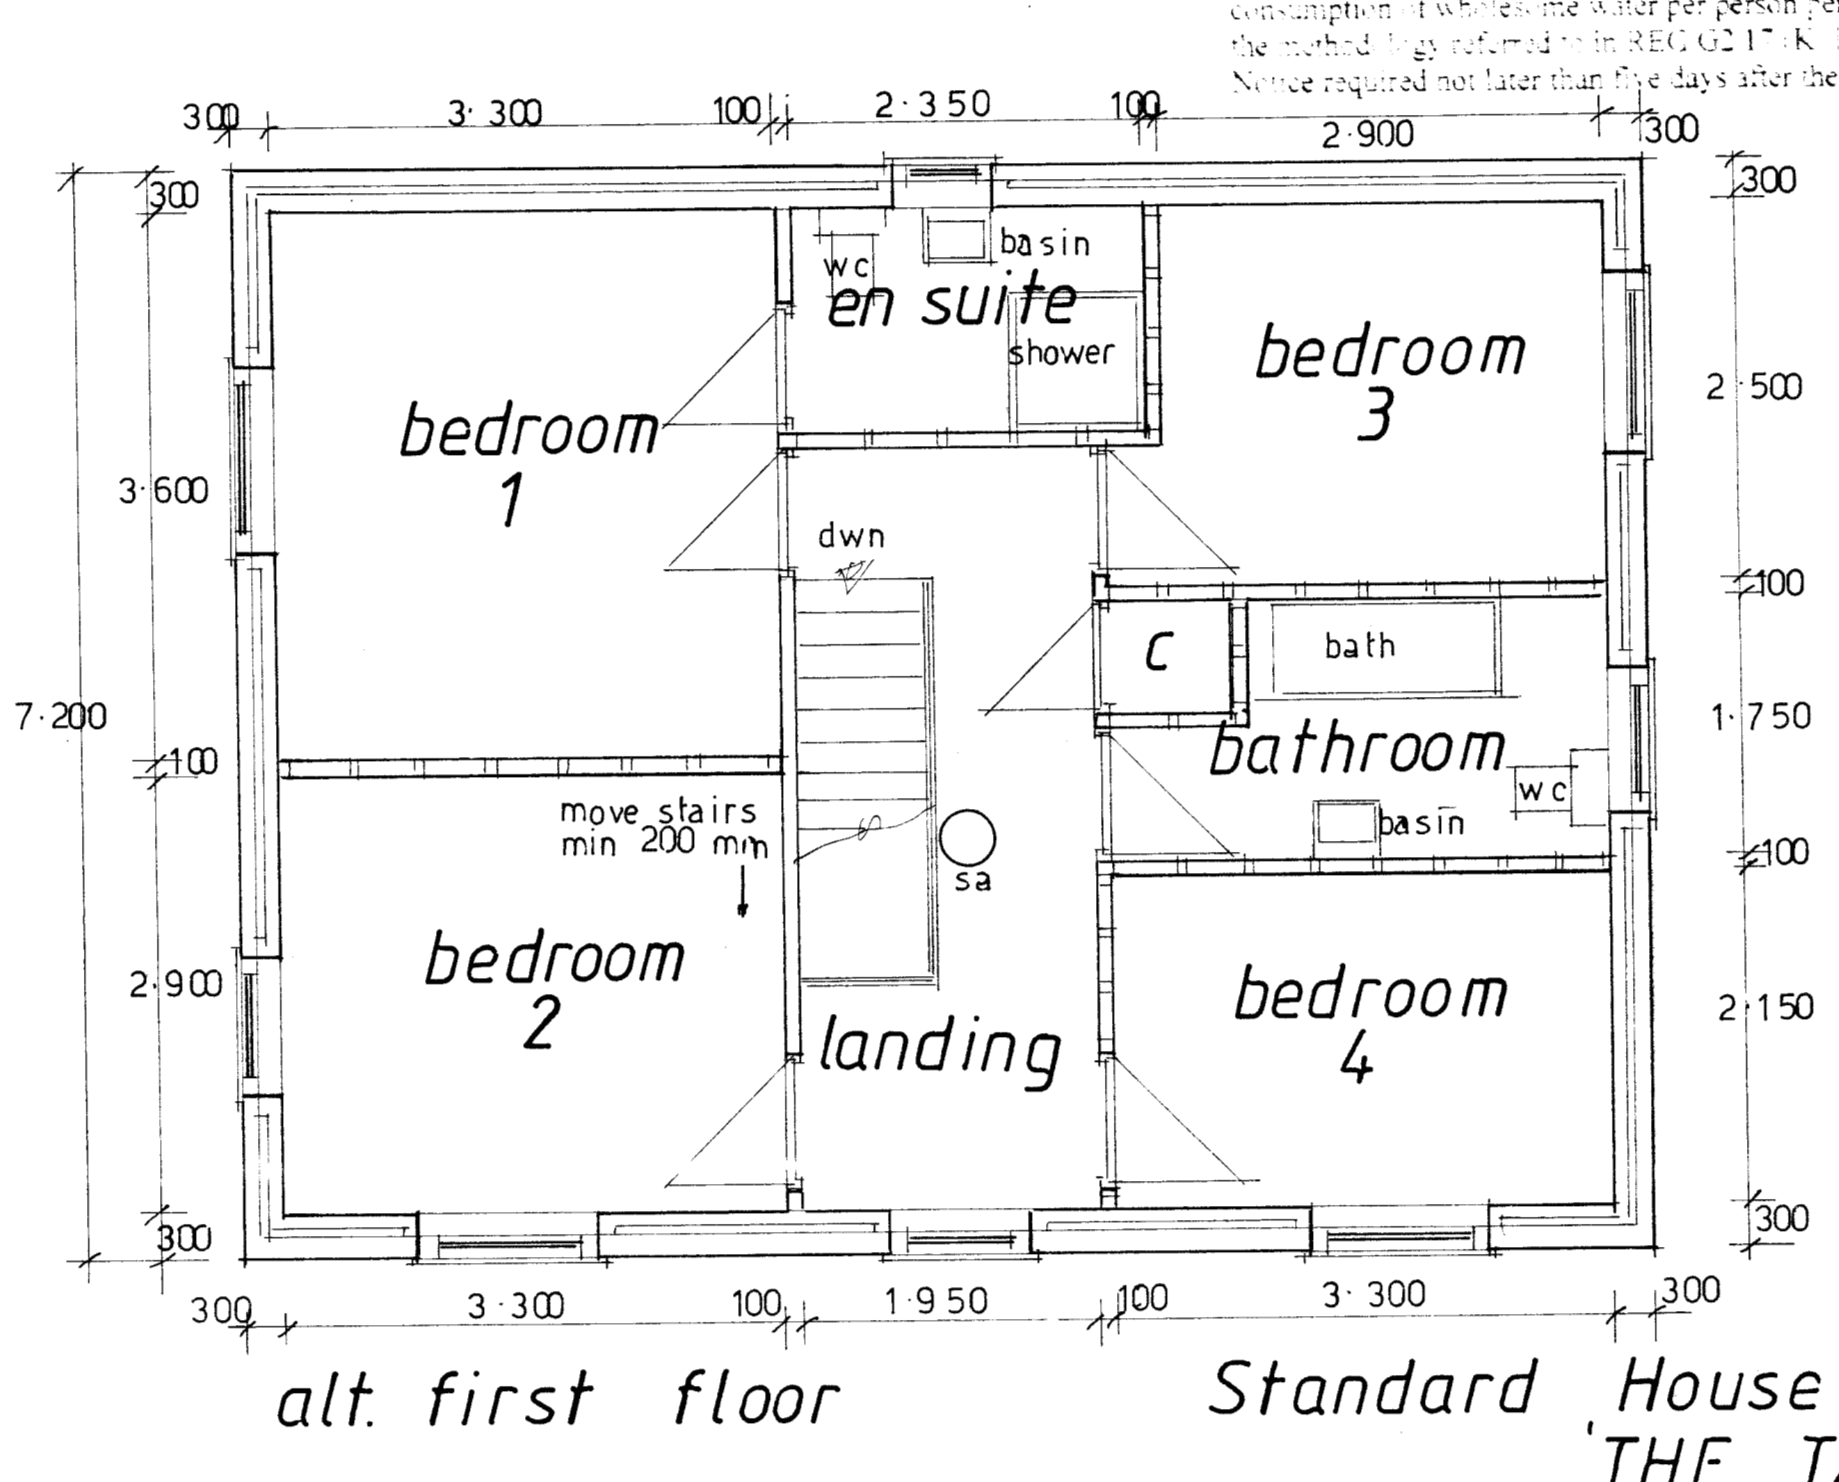 consumption of wholesome water per person per
the methodology referred to in REG G2 17
Notice required not later than five days after the
300 3·300 100 2·350 100 2·900 300
300 300
basin
wc
en suite
shower
bedroom
3
2·500
bedroom
1
3·600
dwn
100
C
bath
7·200
1·750
bathroom
100
wc
move stairs
basin
min 200 mm
100
sa
bedroom
2
2·900
bedroom
4
2·150
landing
300
300
300 3·300 100 1·950 100 3·300 300
alt. first floor
Standard House
'THE